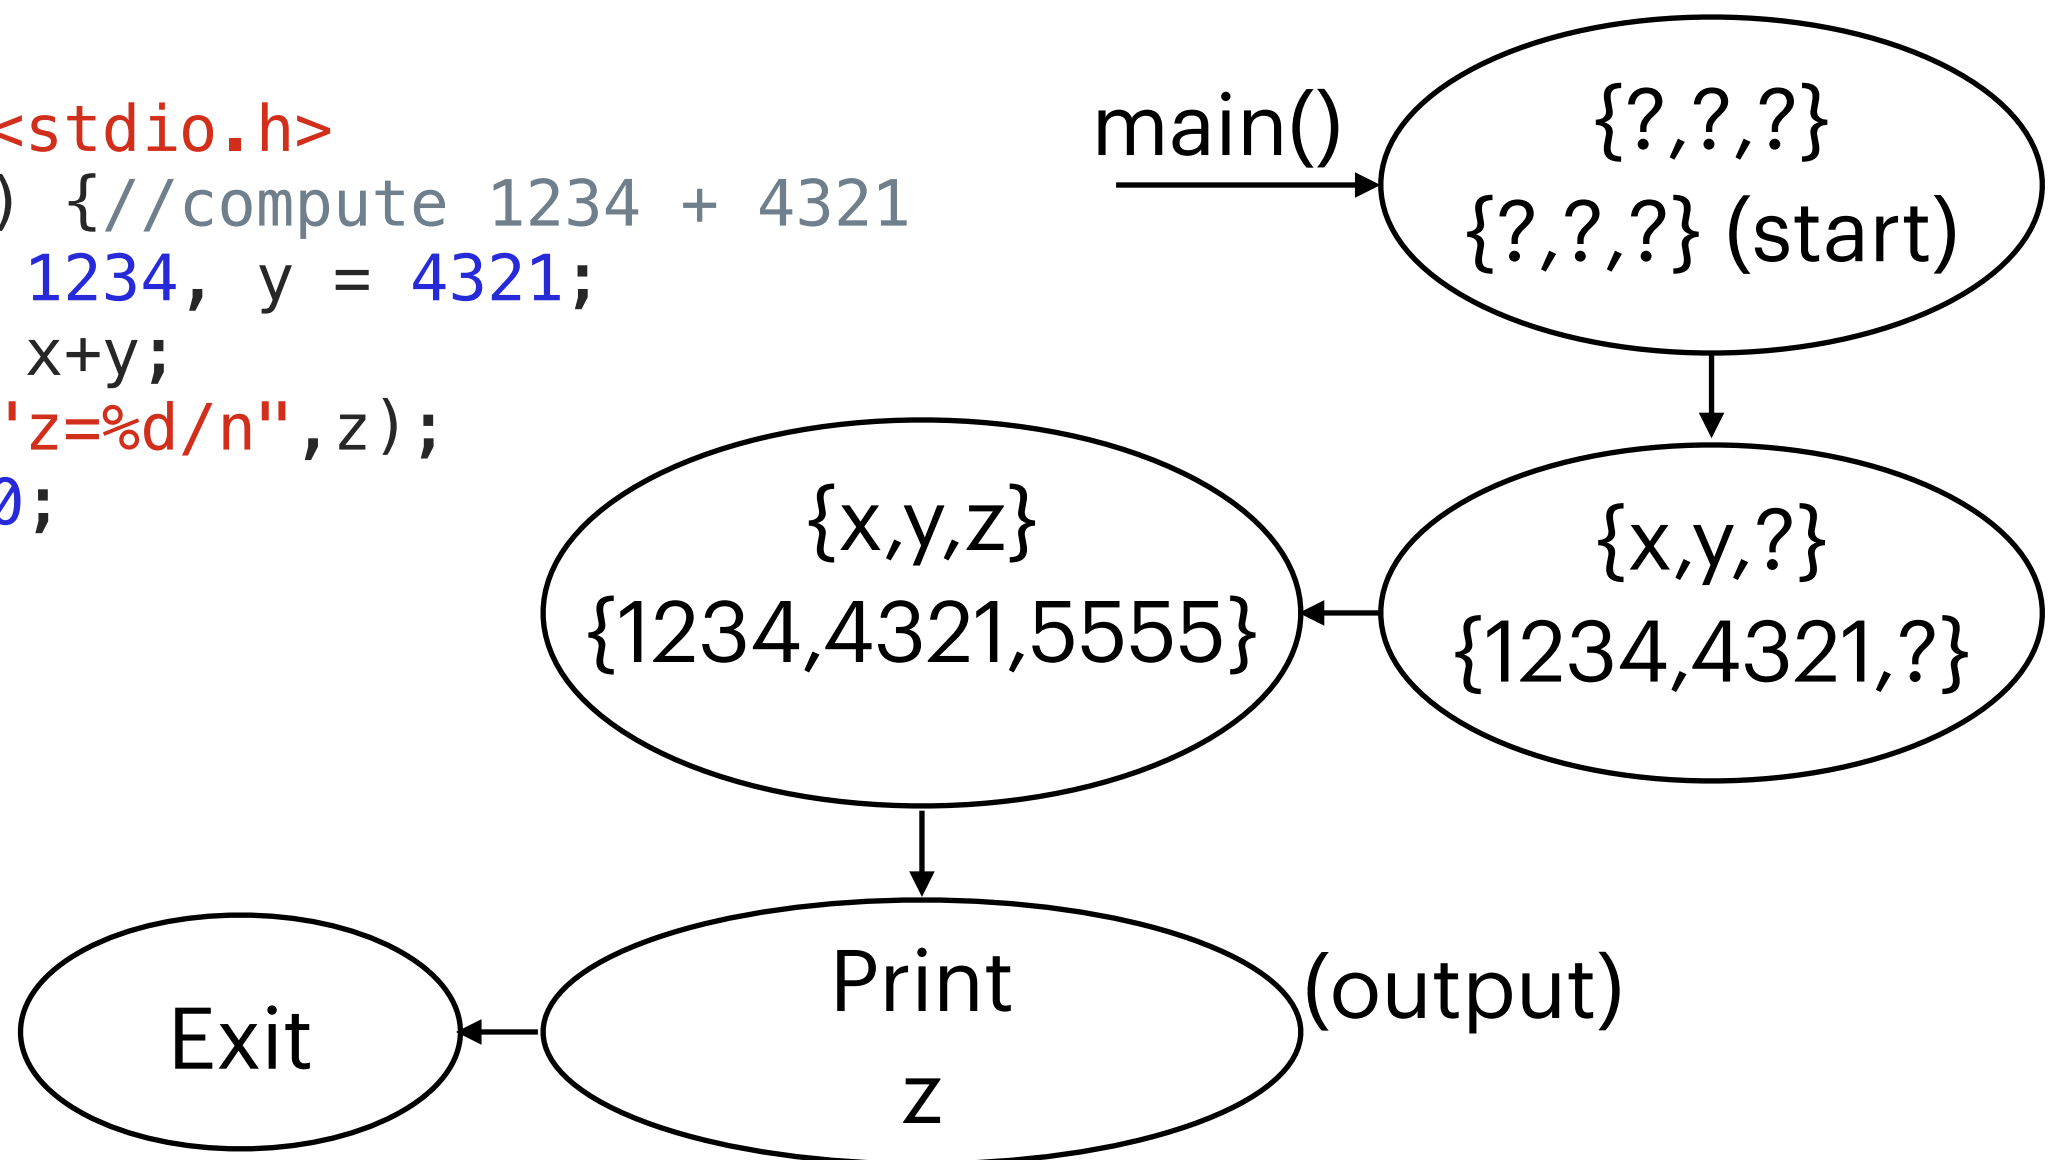 <stdio.h>
) {//compute 1234 + 4321
1234, y = 4321;
x+y;
"z=%d/n",z);
0;
main()
{?,?,?}
{?,?,?} (start)
{x,y,?}
{1234,4321,?}
{x,y,z}
{1234,4321,5555}
Print
z
(output)
Exit